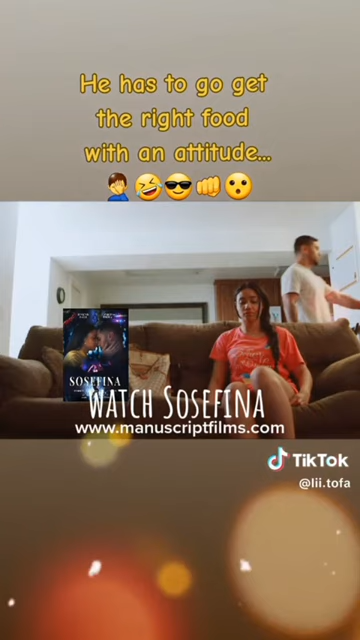 He has to go get
the right food
with an attitude...
🤦🤣😎👊😮
SOSEFINA
WATCH SOSEFINA
www.manuscriptfilms.com
TikTok
@lii.tofa